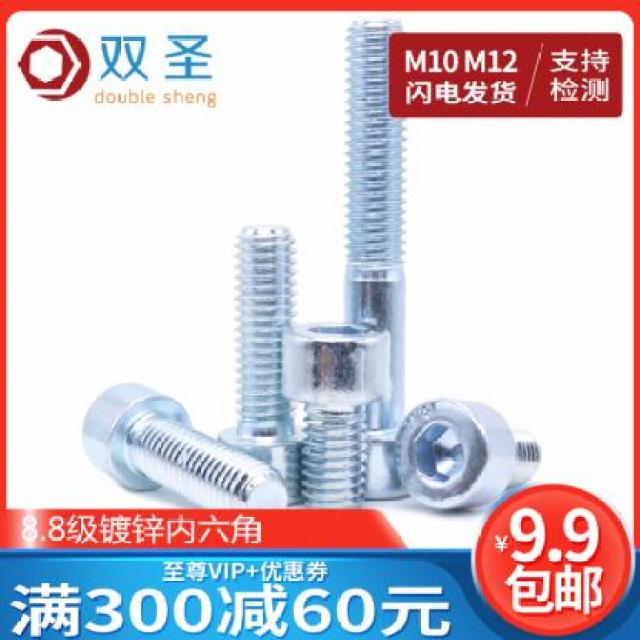 双圣
double sheng
M10 M12
闪电发货
支持
检测
8.8级镀锌内六角
至尊VIP+优惠券
满300减60元
¥9.9
包邮